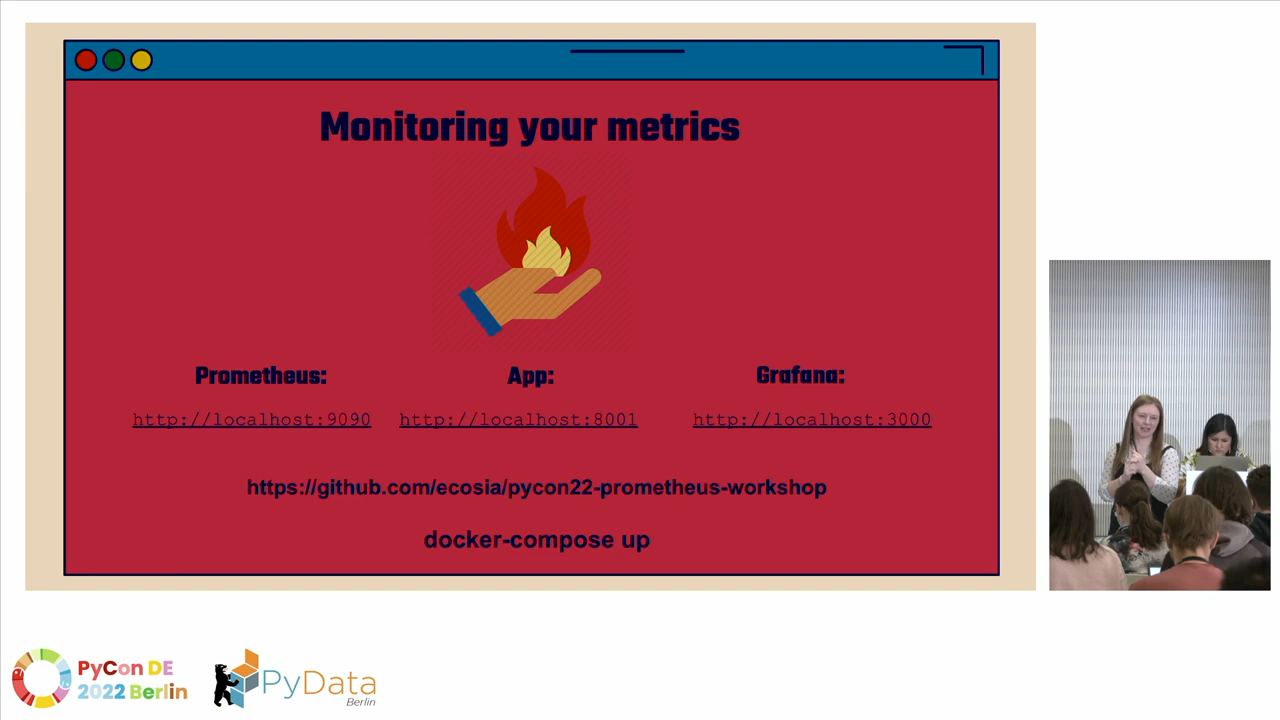 Monitoring your metrics
Prometheus:
http://localhost:9090
App:
http://localhost:8001
Grafana:
http://localhost:3000
https://github.com/ecosia/pycon22-prometheus-workshop
docker-compose up
PyCon DE
2022 Berlin
PyData
Berlin